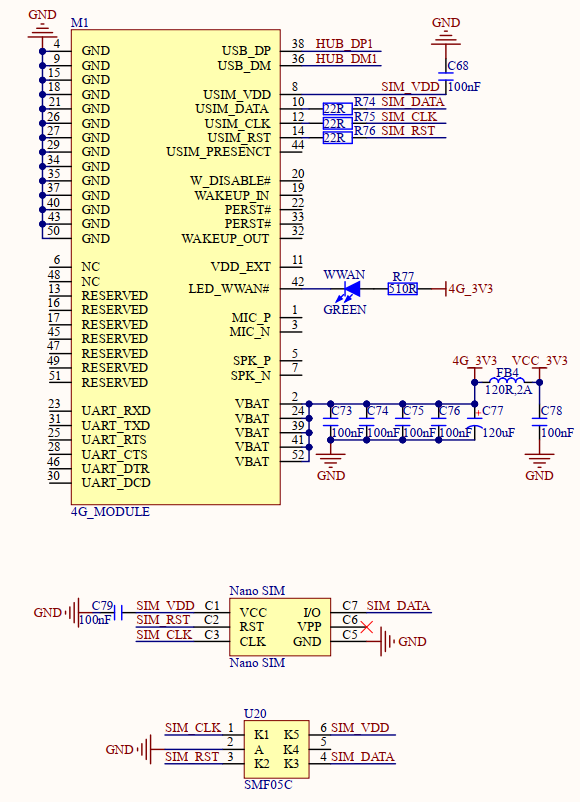 GND
M1
GND
4 GND USB_DP 38 HUB_DP1
9 GND USB_DM 36 HUB_DM1
C68
15 GND
18 GND USIM_VDD 8 SIM_VDD 100nF
21 GND USIM_DATA 10 22R R74 SIM_DATA
26 GND USIM_CLK 12 22R R75 SIM_CLK
27 GND USIM_RST 14 22R R76 SIM_RST
29 GND USIM_PRESENCT 44
34 GND
35 GND W_DISABLE# 20
37 GND WAKEUP_IN 19
40 GND PERST# 22
43 GND PERST# 33
50 GND WAKEUP_OUT 32
6 NC VDD_EXT 11
WWAN R77
48 NC LED_WWAN# 42 510R 4G_3V3
13 RESERVED
GREEN
16 RESERVED
17 RESERVED MIC_P 1
45 RESERVED MIC_N 3
47 RESERVED
49 RESERVED SPK_P 5
51 RESERVED SPK_N 7
4G_3V3 VCC_3V3
FB4
120R,2A
23 UART_RXD VBAT 2
31 UART_TXD VBAT 24 C73 C74 C75 C76 + C77 C78
25 UART_RTS VBAT 39 100nF 100nF 100nF 100nF 120uF 100nF
28 UART_CTS VBAT 41
46 UART_DTR VBAT 52
30 UART_DCD
GND GND
4G_MODULE
Nano SIM
GND C79 SIM_VDD C1 VCC I/O C7 SIM_DATA
100nF SIM_RST C2 RST VPP C6
SIM_CLK C3 CLK GND C5 GND
Nano SIM
U20
SIM_CLK 1 K1 K5 6 SIM_VDD
GND 2 A K4 5
SIM_RST 3 K2 K3 4 SIM_DATA
SMF05C